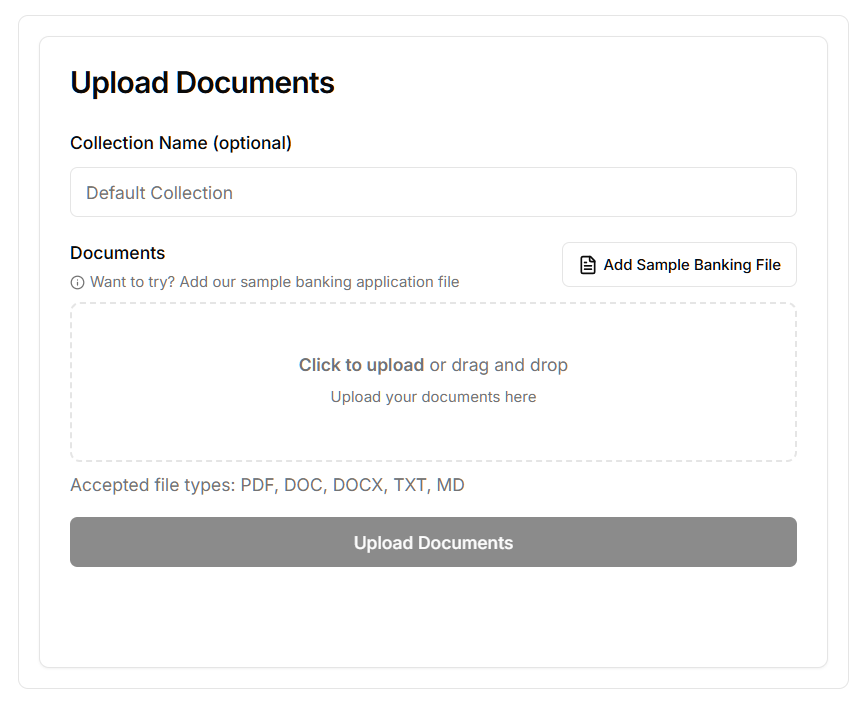 Upload Documents
Collection Name (optional)
Default Collection
Documents
Want to try? Add our sample banking application file
Add Sample Banking File
Click to upload or drag and drop
Upload your documents here
Accepted file types: PDF, DOC, DOCX, TXT, MD
Upload Documents